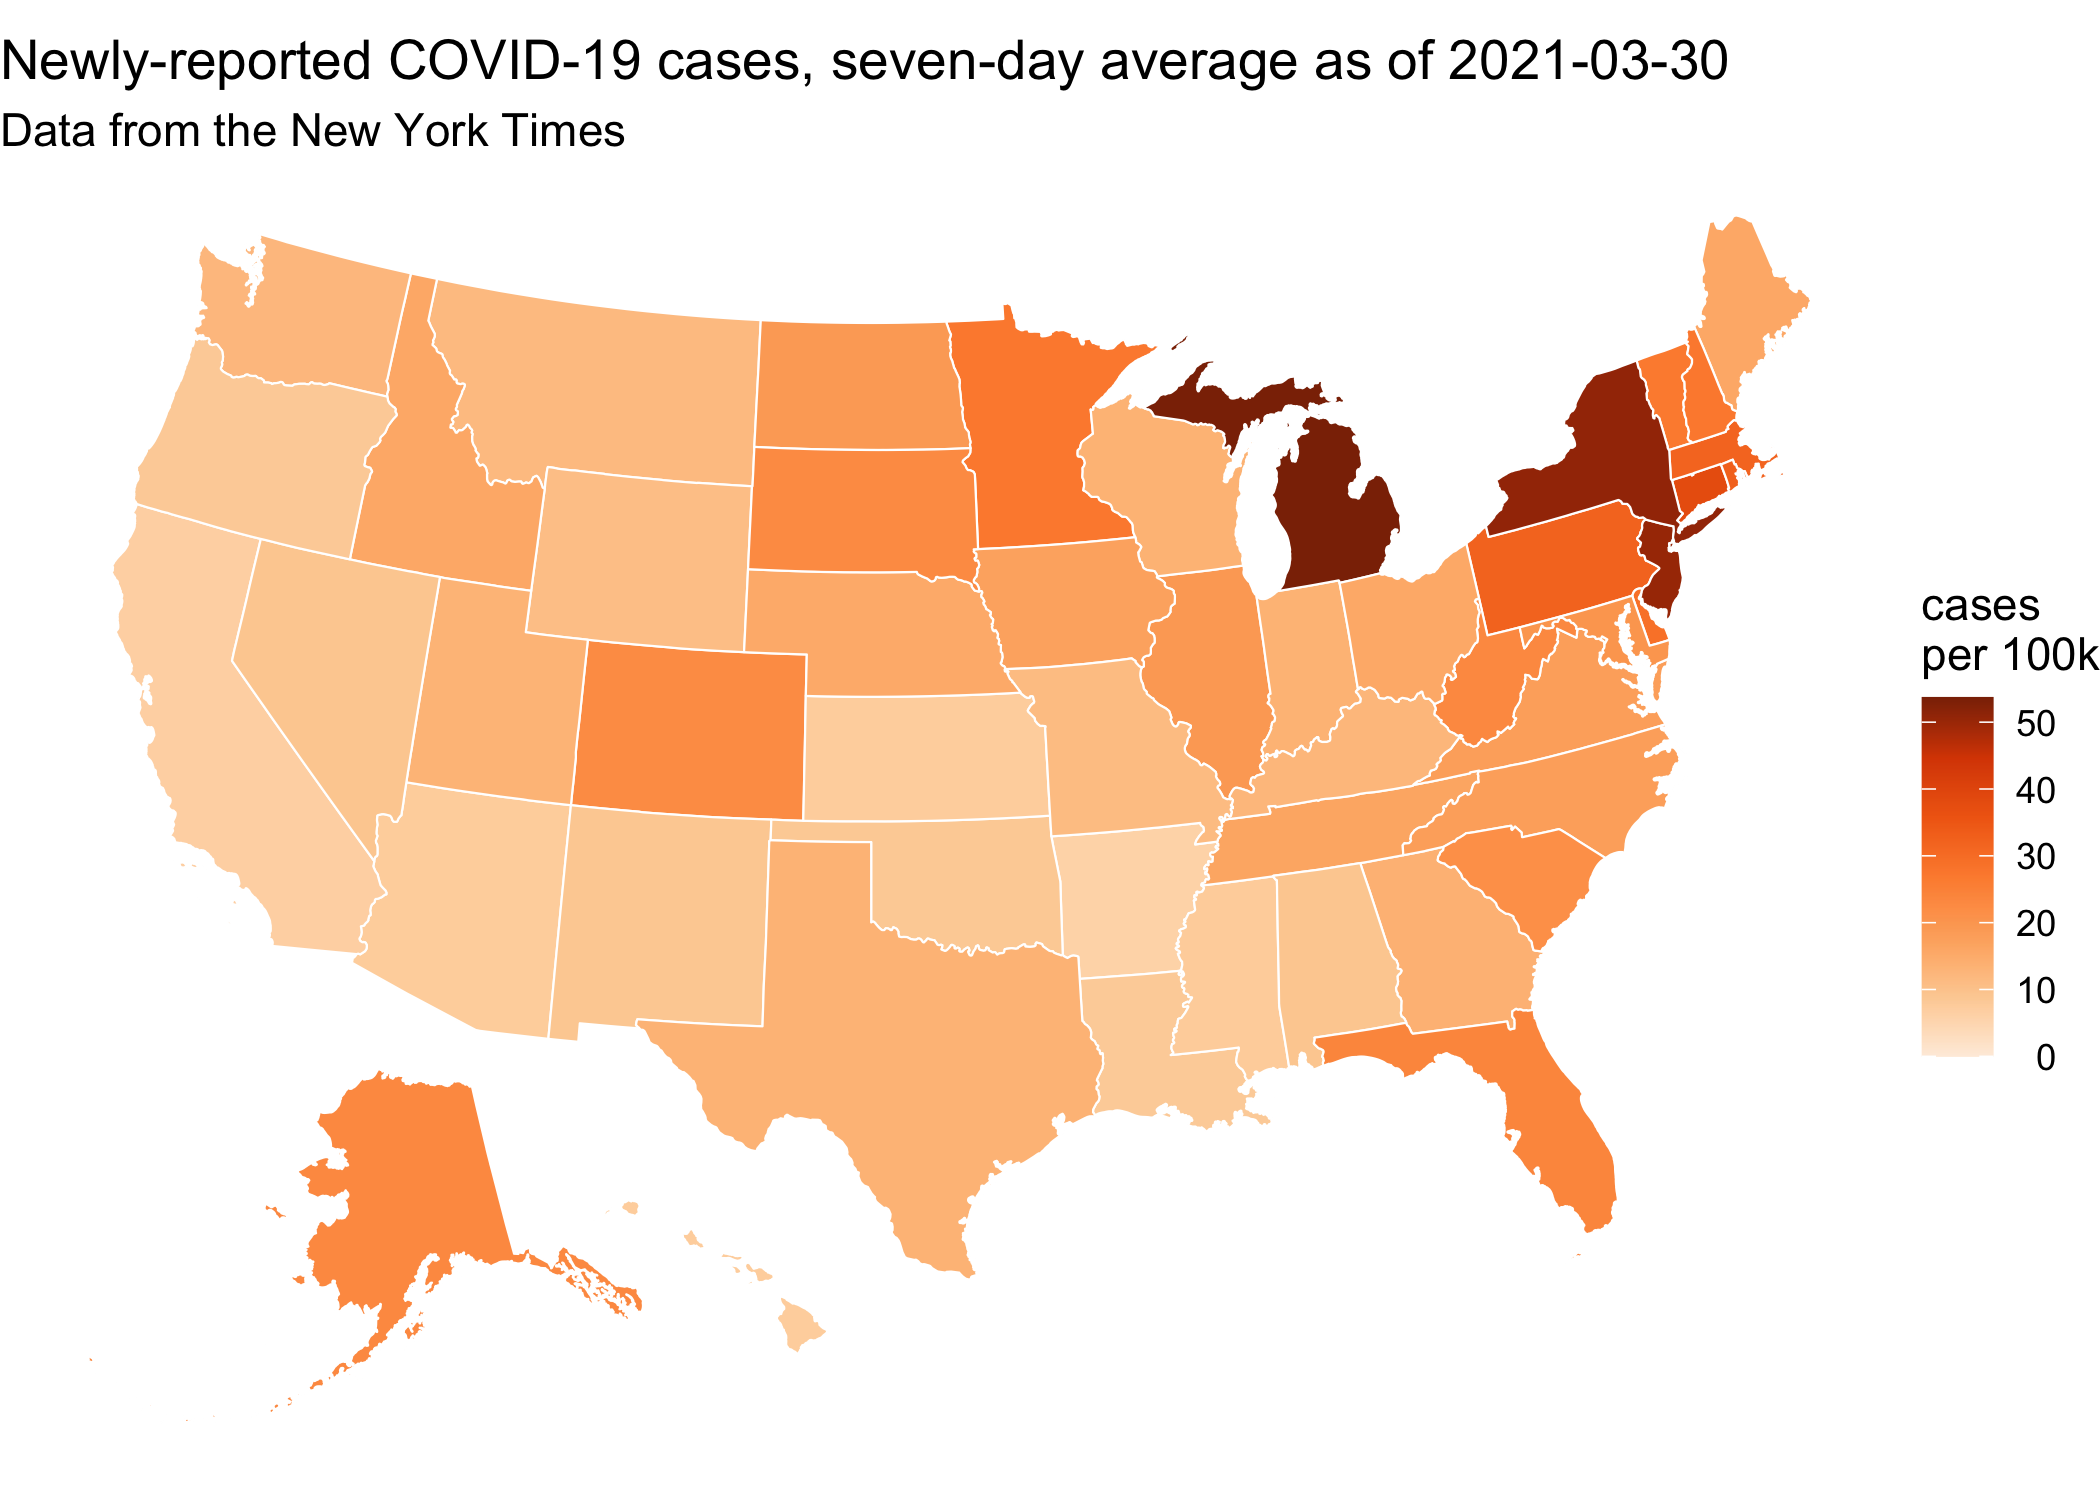 Newly-reported COVID-19 cases, seven-day average as of 2021-03-30
Data from the New York Times
cases
per 100k
50
40
30
20
10
0